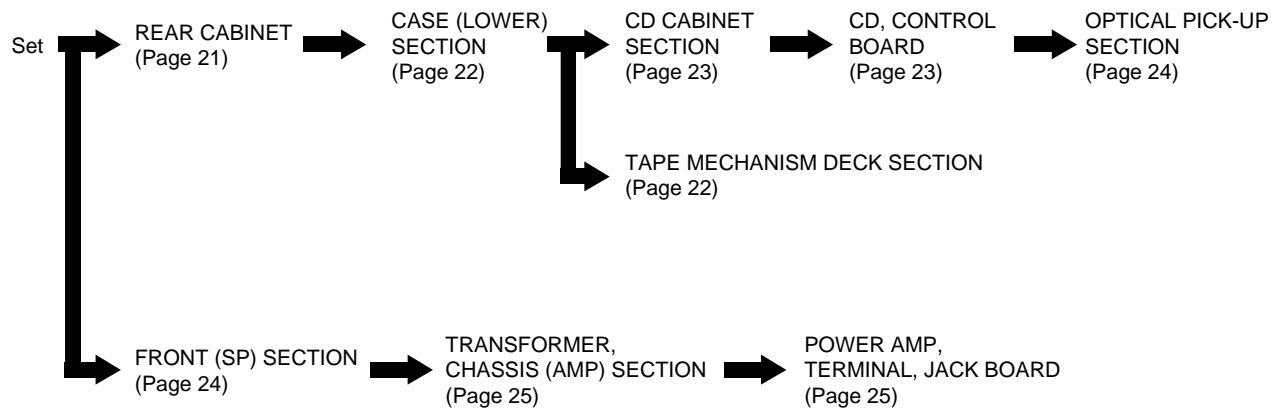 Set
REAR CABINET
(Page 21)
CASE (LOWER)
SECTION
(Page 22)
CD CABINET
SECTION
(Page 23)
CD, CONTROL
BOARD
(Page 23)
OPTICAL PICK-UP
SECTION
(Page 24)
TAPE MECHANISM DECK SECTION
(Page 22)
FRONT (SP) SECTION
(Page 24)
TRANSFORMER,
CHASSIS (AMP) SECTION
(Page 25)
POWER AMP,
TERMINAL, JACK BOARD
(Page 25)